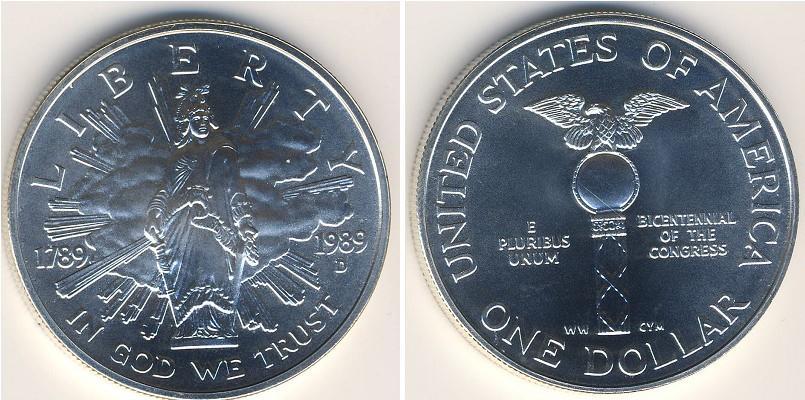 LIBERTY
1789 1989
D
IN GOD WE TRUST
UNITED STATES OF AMERICA
E
PLURIBUS
UNUM
BICENTENNIAL
OF THE
CONGRESS
WW CYM
ONE DOLLAR